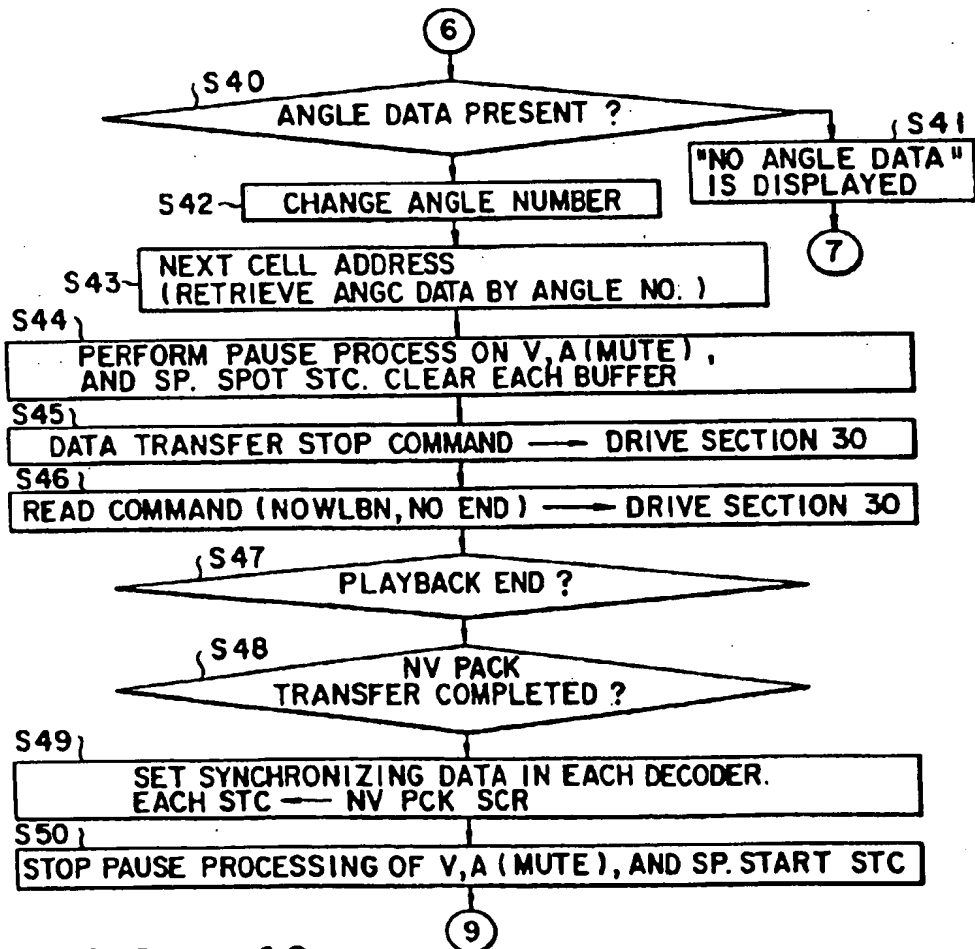 6
S40
ANGLE DATA PRESENT ?
S41
"NO ANGLE DATA"
IS DISPLAYED
7
S42
CHANGE ANGLE NUMBER
S43
NEXT CELL ADDRESS
(RETRIEVE ANGC DATA BY ANGLE NO. )
S44
PERFORM PAUSE PROCESS ON V,A(MUTE) ,
AND SP. SPOT STC. CLEAR EACH BUFFER
S45
DATA TRANSFER STOP COMMAND → DRIVE SECTION 30
S46
READ COMMAND (NOWLBN, NO END) → DRIVE SECTION 30
S47
PLAYBACK END ?
S48
NV PACK
TRANSFER COMPLETED ?
S49
SET SYNCHRONIZING DATA IN EACH DECODER.
EACH STC ← NV PCK SCR
S50
STOP PAUSE PROCESSING OF V,A (MUTE), AND SP. START STC
9